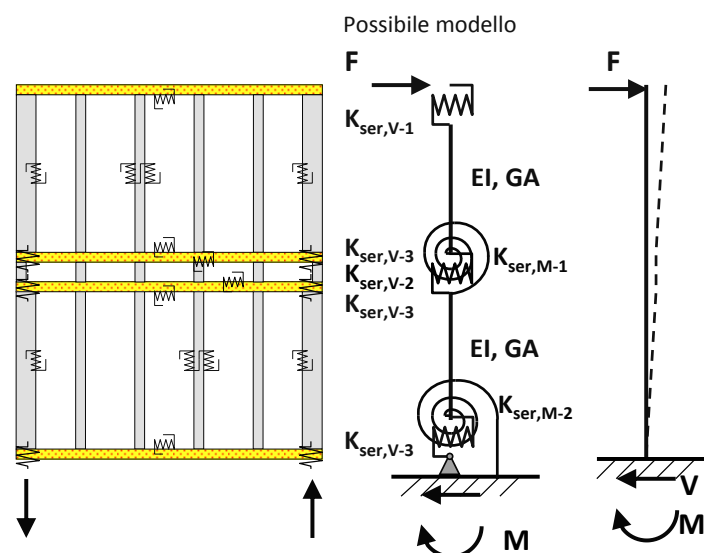 Possibile modello
F
F
K_ser,V-1
EI, GA
K_ser,V-3
K_ser,V-2
K_ser,V-3
K_ser,M-1
EI, GA
K_ser,M-2
K_ser,V-3
V
M
M